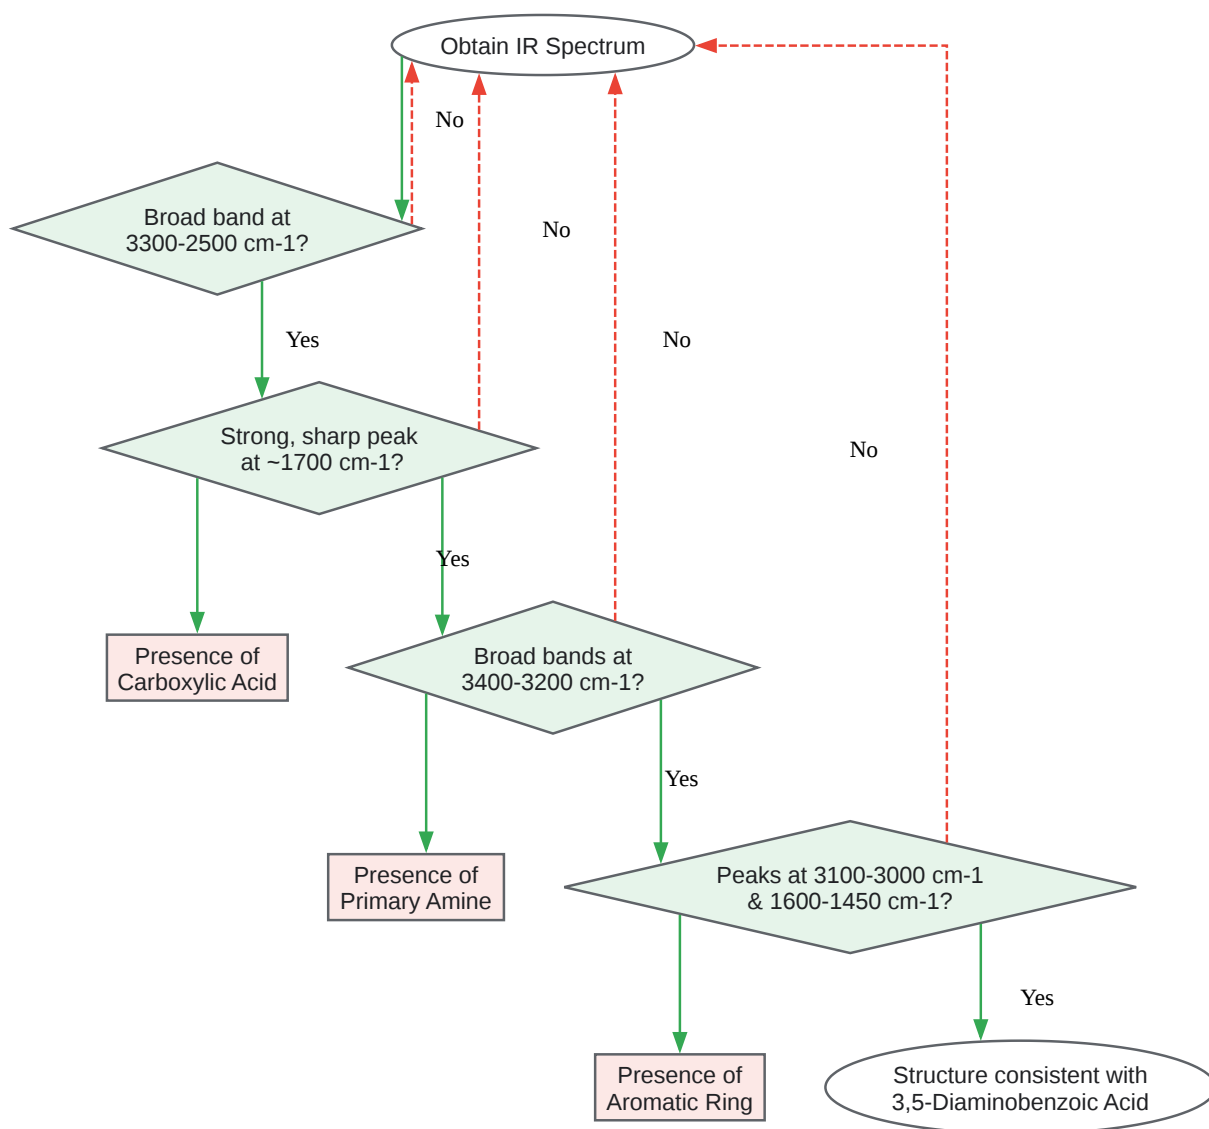 Obtain IR Spectrum
No
Broad band at
3300-2500 cm-1?
No
Yes
No
Strong, sharp peak
at ~1700 cm-1?
No
Yes
Presence of
Carboxylic Acid
Broad bands at
3400-3200 cm-1?
Yes
Presence of
Primary Amine
Peaks at 3100-3000 cm-1
& 1600-1450 cm-1?
Yes
Presence of
Aromatic Ring
Structure consistent with
3,5-Diaminobenzoic Acid